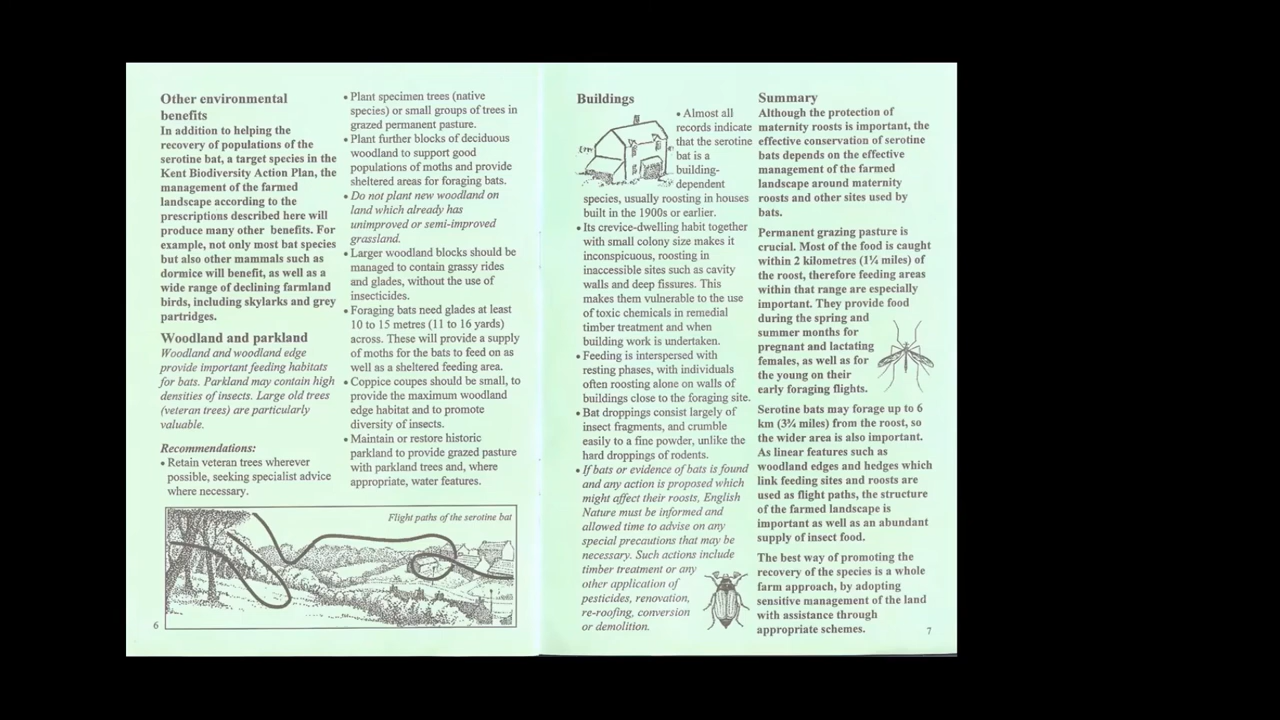 Other environmental
benefits
In addition to helping the
recovery of populations of the
serotine bat, a target species in the
Kent Biodiversity Action Plan, the
management of the farmed
landscape according to the
prescriptions described here will
produce many other benefits. For
example, not only most bat species
but also other mammals such as
dormice will benefit, as well as a
wide range of declining farmland
birds, including skylarks and grey
partridges.
Woodland and parkland
Woodland and woodland edge
provide important feeding habitats
for bats. Parkland may contain high
densities of insects. Large old trees
(veteran trees) are particularly
valuable.
Recommendations:
• Retain veteran trees wherever
possible, seeking specialist advice
where necessary.
• Plant specimen trees (native
species) or small groups of trees in
grazed permanent pasture.
• Plant further blocks of deciduous
woodland to support good
populations of moths and provide
sheltered areas for foraging bats.
• Do not plant new woodland on
land which already has
unimproved or semi-improved
grassland.
• Larger woodland blocks should be
managed to contain grassy rides
and glades, without the use of
insecticides.
• Foraging bats need glades at least
10 to 15 metres (11 to 16 yards)
across. These will provide a supply
of moths for the bats to feed on as
well as a sheltered feeding area.
• Coppice coupes should be small, to
provide the maximum woodland
edge habitat and to promote
diversity of insects.
• Maintain or restore historic
parkland to provide grazed pasture
with parkland trees and, where
appropriate, water features.
Flight paths of the serotine bat
6
Buildings
• Almost all
records indicate
that the serotine
bat is a
building-
dependent
species, usually roosting in houses
built in the 1900s or earlier.
• Its crevice-dwelling habit together
with small colony size makes it
inconspicuous, roosting in
inaccessible sites such as cavity
walls and deep fissures. This
makes them vulnerable to the use
of toxic chemicals in remedial
timber treatment and when
building work is undertaken.
• Feeding is interspersed with
resting phases, with individuals
often roosting alone on walls of
buildings close to the foraging site.
• Bat droppings consist largely of
insect fragments, and crumble
easily to a fine powder, unlike the
hard droppings of rodents.
• If bats or evidence of bats is found
and any action is proposed which
might affect their roosts, English
Nature must be informed and
allowed time to advise on any
special precautions that may be
necessary. Such actions include
timber treatment or any
other application of
pesticides, renovation,
re-roofing, conversion
or demolition.
Summary
Although the protection of
maternity roosts is important, the
effective conservation of serotine
bats depends on the effective
management of the farmed
landscape around maternity
roosts and other sites used by
bats.
Permanent grazing pasture is
crucial. Most of the food is caught
within 2 kilometres (1¼ miles) of
the roost, therefore feeding areas
within that range are especially
important. They provide food
during the spring and
summer months for
pregnant and lactating
females, as well as for
the young on their
early foraging flights.
Serotine bats may forage up to 6
km (3¾ miles) from the roost, so
the wider area is also important.
As linear features such as
woodland edges and hedges which
link feeding sites and roosts are
used as flight paths, the structure
of the farmed landscape is
important as well as an abundant
supply of insect food.
The best way of promoting the
recovery of the species is a whole
farm approach, by adopting
sensitive management of the land
with assistance through
appropriate schemes.
7